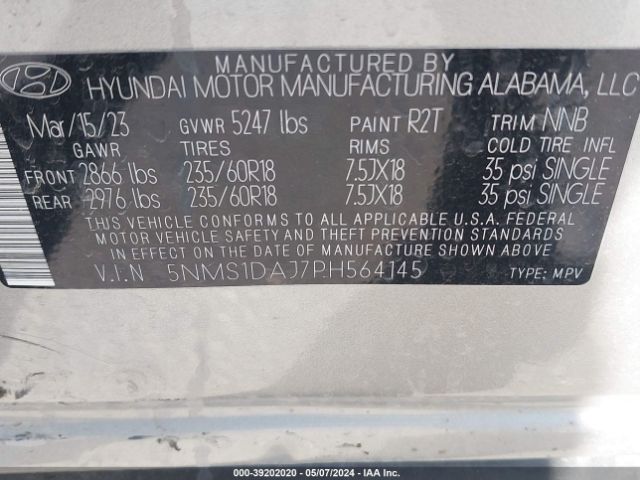 MANUFACTURED BY
HYUNDAI MOTOR MANUFACTURING ALABAMA, LLC
Mar/15/23 GVWR 5247 lbs PAINT R2T TRIM NNB
GAWR TIRES RIMS COLD TIRE INFL
FRONT 2866 lbs 235/60R18 7.5JX18 35 psi SINGLE
REAR 2976 lbs 235/60R18 7.5JX18 35 psi SINGLE
THIS VEHICLE CONFORMS TO ALL APPLICABLE U.S.A. FEDERAL
MOTOR VEHICLE SAFETY AND THEFT PREVENTION STANDARDS
IN EFFECT ON THE DATE OF MANUFACTURE SHOWN ABOVE.
V.I.N 5NMS1DAJ7PH564145 TYPE: MPV
000-39202020 - 05/07/2024 - IAA Inc.